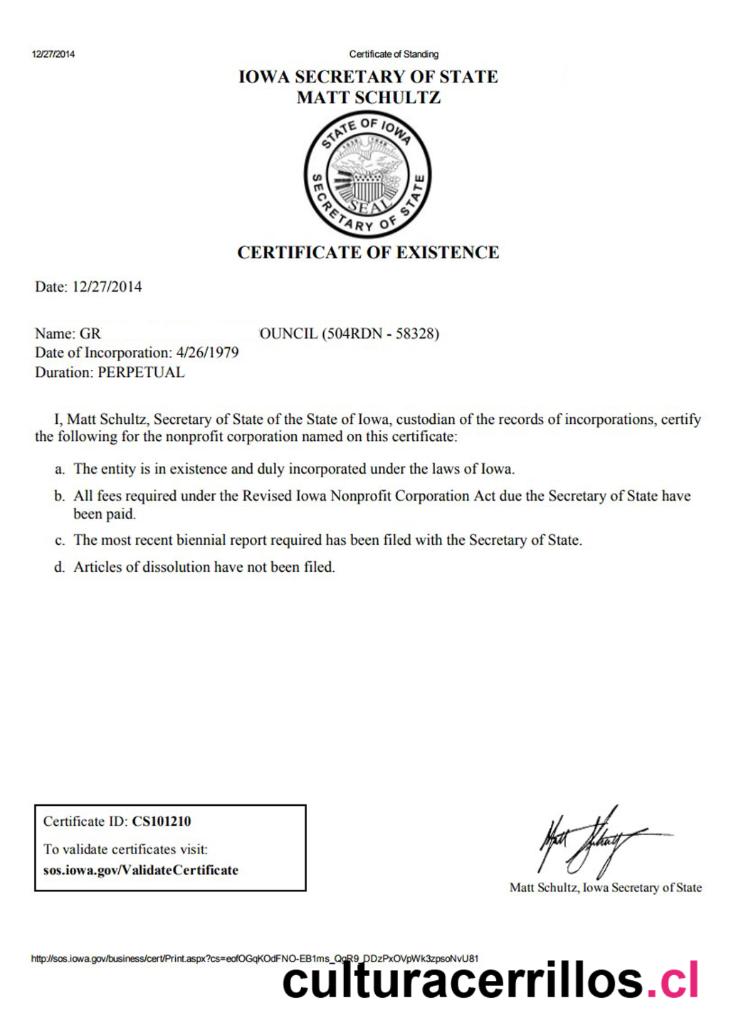 12/27/2014 Certificate of Standing
IOWA SECRETARY OF STATE
MATT SCHULTZ
STATE OF IOWA
SEAL
SECRETARY OF STATE
CERTIFICATE OF EXISTENCE
Date: 12/27/2014
Name: GR OUNCIL (504RDN - 58328)
Date of Incorporation: 4/26/1979
Duration: PERPETUAL
I, Matt Schultz, Secretary of State of the State of Iowa, custodian of the records of incorporations, certify
the following for the nonprofit corporation named on this certificate:
a. The entity is in existence and duly incorporated under the laws of Iowa.
b. All fees required under the Revised Iowa Nonprofit Corporation Act due the Secretary of State have
been paid.
c. The most recent biennial report required has been filed with the Secretary of State.
d. Articles of dissolution have not been filed.
Certificate ID: CS101210
To validate certificates visit:
sos.iowa.gov/ValidateCertificate
Matt Schultz
Matt Schultz, Iowa Secretary of State
http://sos.iowa.gov/business/cert/Print.aspx?cs=eofOGqKOdFNO-EB1ms_QgR9_DDzPxOVpWk3zpsoNvU81
culturacerrillos.cl